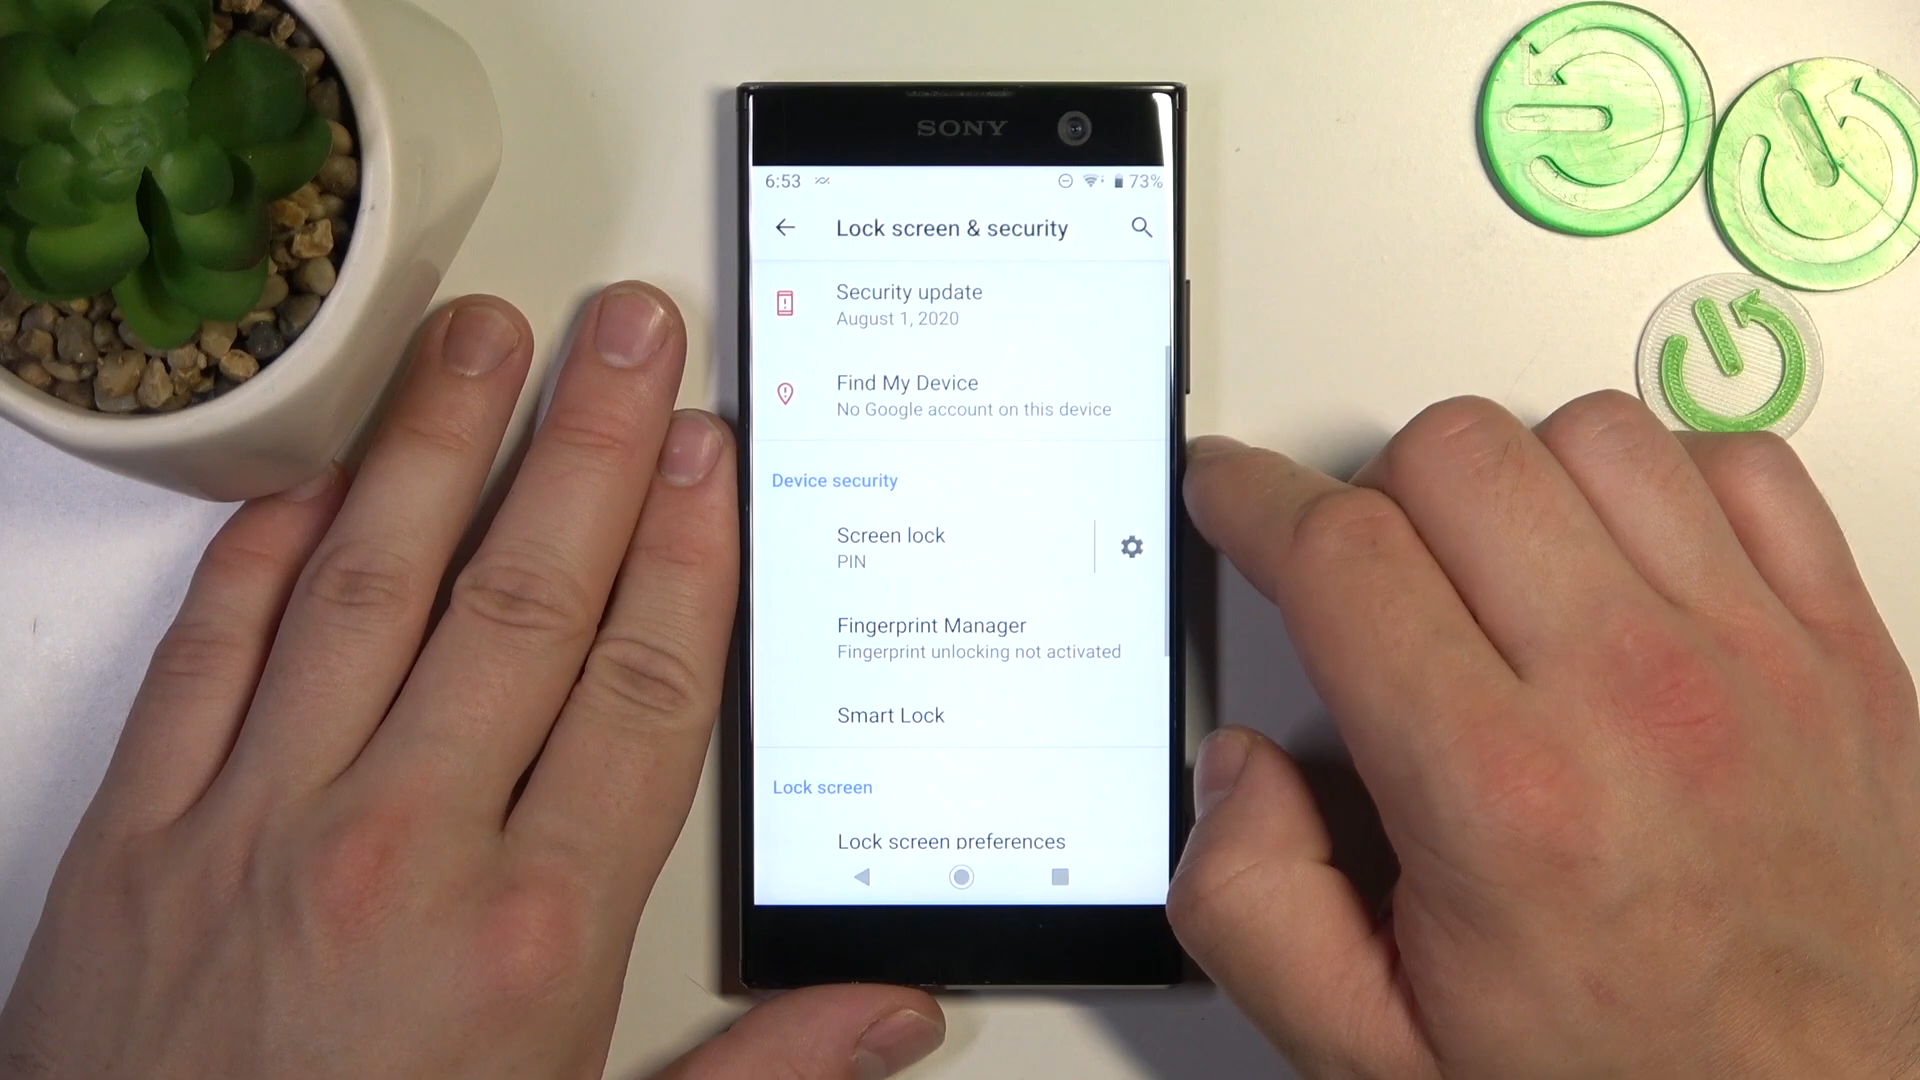 SONY
6:53 73%
Lock screen & security
Security update
August 1, 2020
Find My Device
No Google account on this device
Device security
Screen lock
PIN
Fingerprint Manager
Fingerprint unlocking not activated
Smart Lock
Lock screen
Lock screen preferences